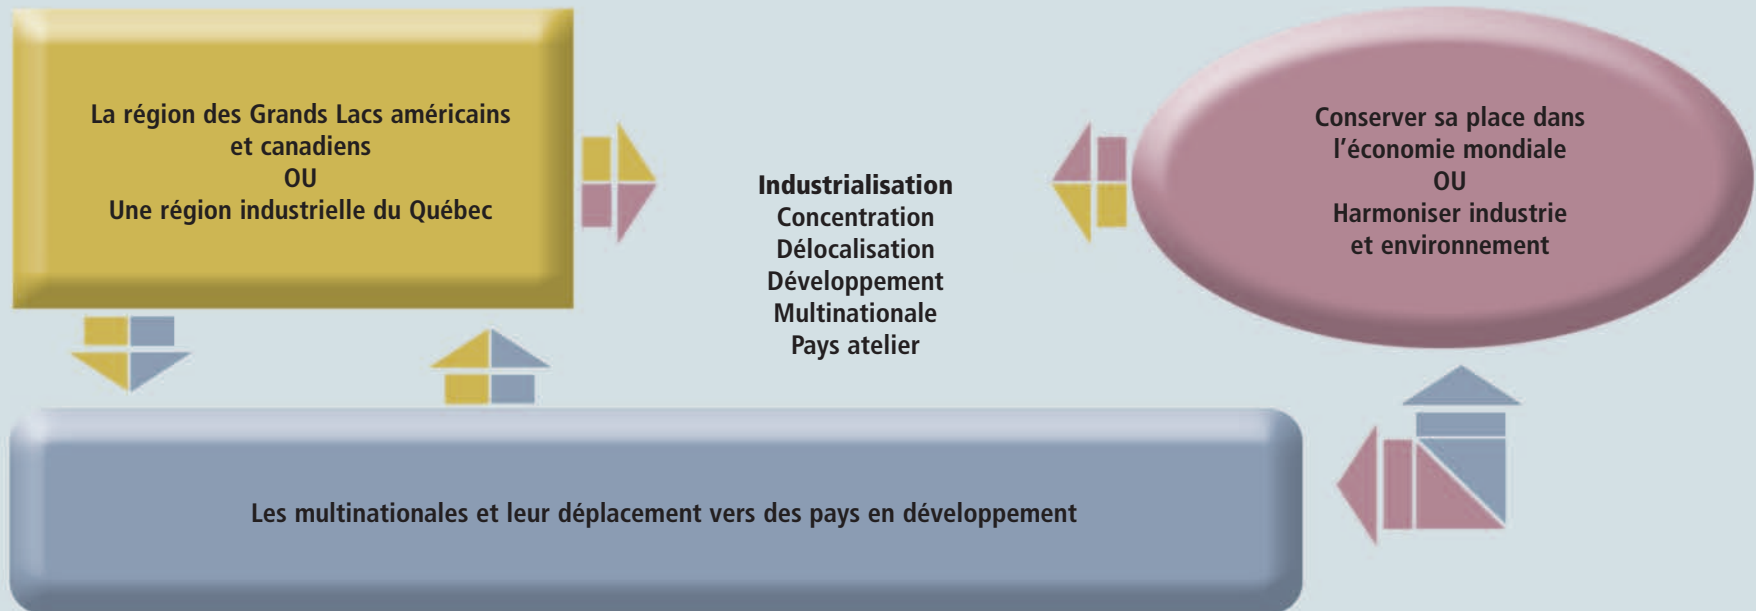 La région des Grands Lacs américains
et canadiens
OU
Une région industrielle du Québec
Industrialisation
Concentration
Délocalisation
Développement
Multinationale
Pays atelier
Conserver sa place dans
l'économie mondiale
OU
Harmoniser industrie
et environnement
Les multinationales et leur déplacement vers des pays en développement